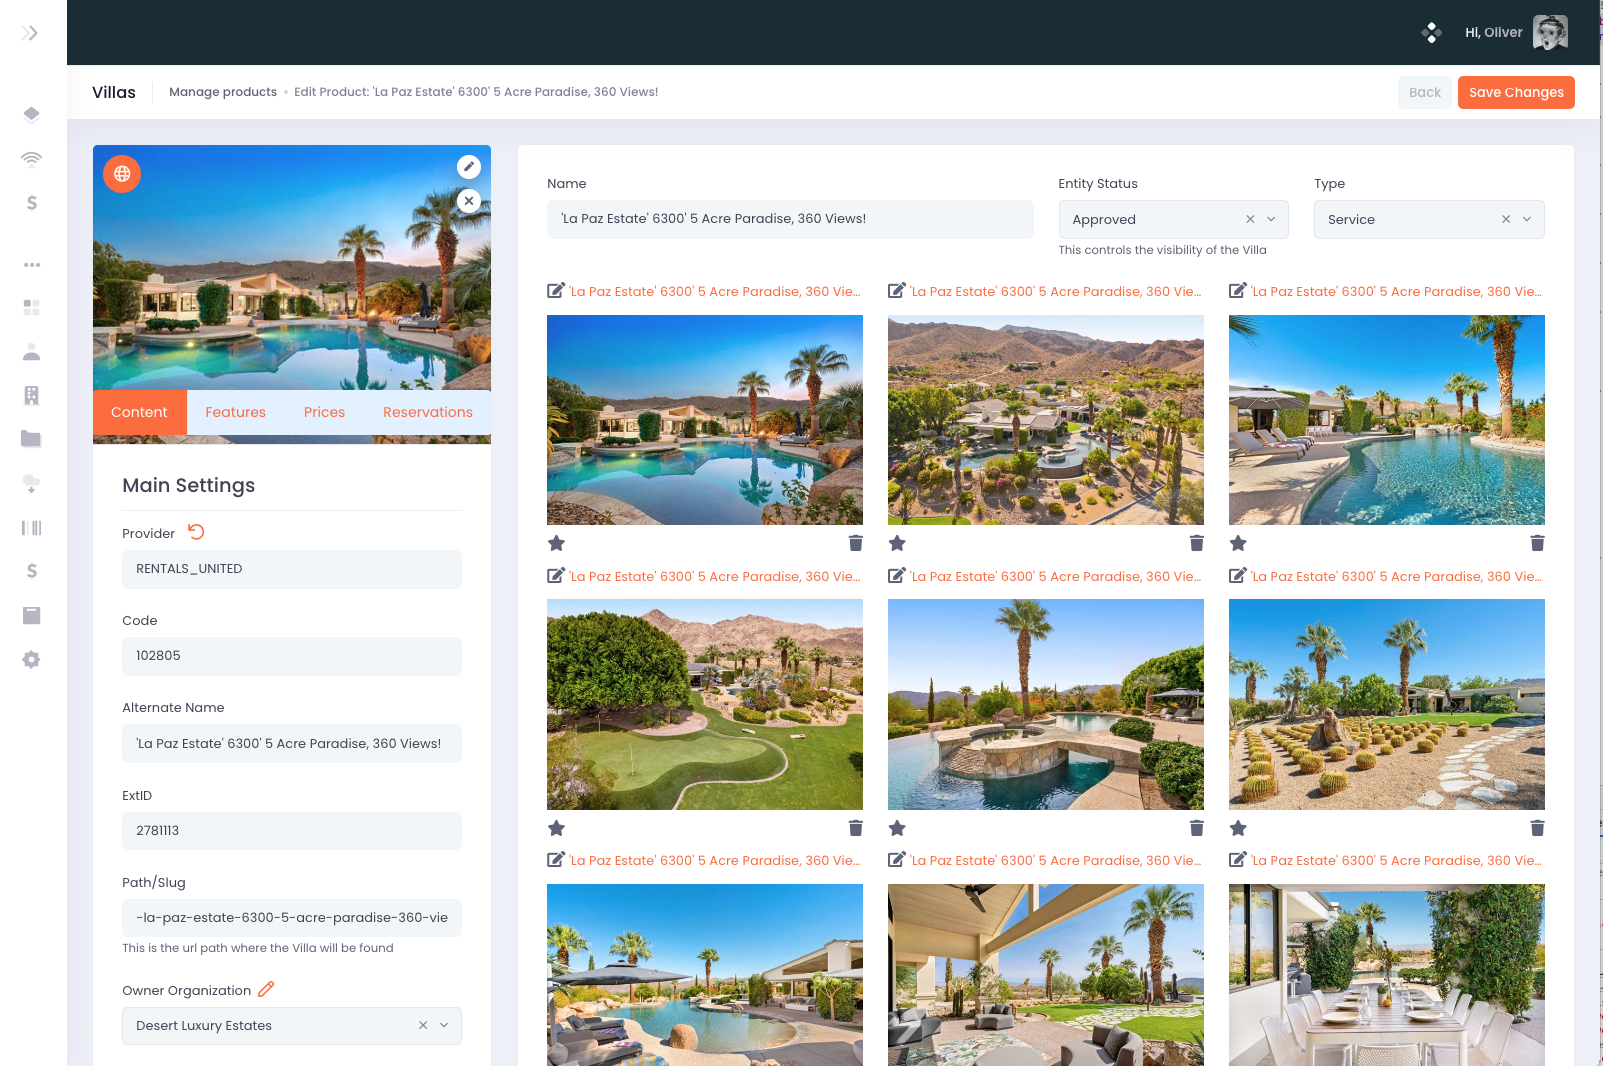 Hi, Oliver
Villas
Manage products • Edit Product: 'La Paz Estate' 6300' 5 Acre Paradise, 360 Views!
Back
Save Changes
Content
Features
Prices
Reservations
Main Settings
Provider
RENTALS_UNITED
Code
102805
Alternate Name
'La Paz Estate' 6300' 5 Acre Paradise, 360 Views!
ExtID
2781113
Path/Slug
-la-paz-estate-6300-5-acre-paradise-360-vie
This is the url path where the Villa will be found
Owner Organization
Desert Luxury Estates
Name
'La Paz Estate' 6300' 5 Acre Paradise, 360 Views!
Entity Status
Approved
This controls the visibility of the Villa
Type
Service
'La Paz Estate' 6300' 5 Acre Paradise, 360 Vie...
'La Paz Estate' 6300' 5 Acre Paradise, 360 Vie...
'La Paz Estate' 6300' 5 Acre Paradise, 360 Vie...
'La Paz Estate' 6300' 5 Acre Paradise, 360 Vie...
'La Paz Estate' 6300' 5 Acre Paradise, 360 Vie...
'La Paz Estate' 6300' 5 Acre Paradise, 360 Vie...
'La Paz Estate' 6300' 5 Acre Paradise, 360 Vie...
'La Paz Estate' 6300' 5 Acre Paradise, 360 Vie...
'La Paz Estate' 6300' 5 Acre Paradise, 360 Vie...